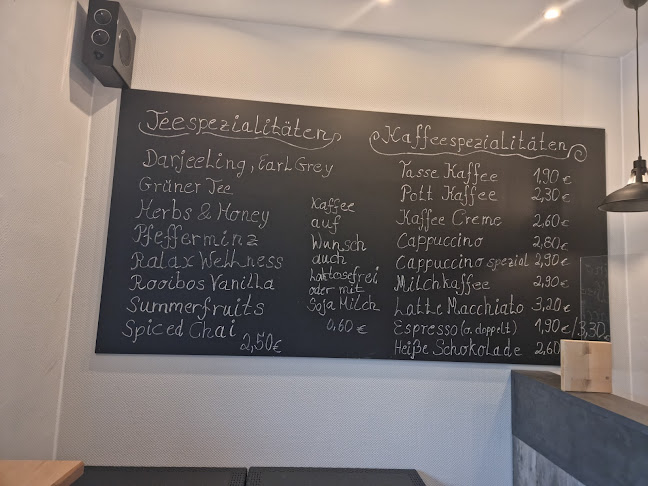 Teespezialitäten
Darjeeling, Earl Grey
Grüner Tee
Herbs & Honey
Pfefferminz
Ralax Wellness
Rooibos Vanilla
Summerfruits
Spiced Chai
2,50€
Kaffee
auf
Wunsch
auch
Laktosefrei
oder mit
Soja Milch
0,60 €
Kaffeespezialitäten
Tasse Kaffee 1,90 €
Pott Kaffee 2,30 €
Kaffee Creme 2,60 €
Cappuccino 2,80 €
Cappuccino spezial 2,90 €
Milchkaffee 2,90 €
Latte Macchiato 3,20 €
Espresso (o. doppelt) 1,90 €/3,30 €
Heiße Schokolade 2,60